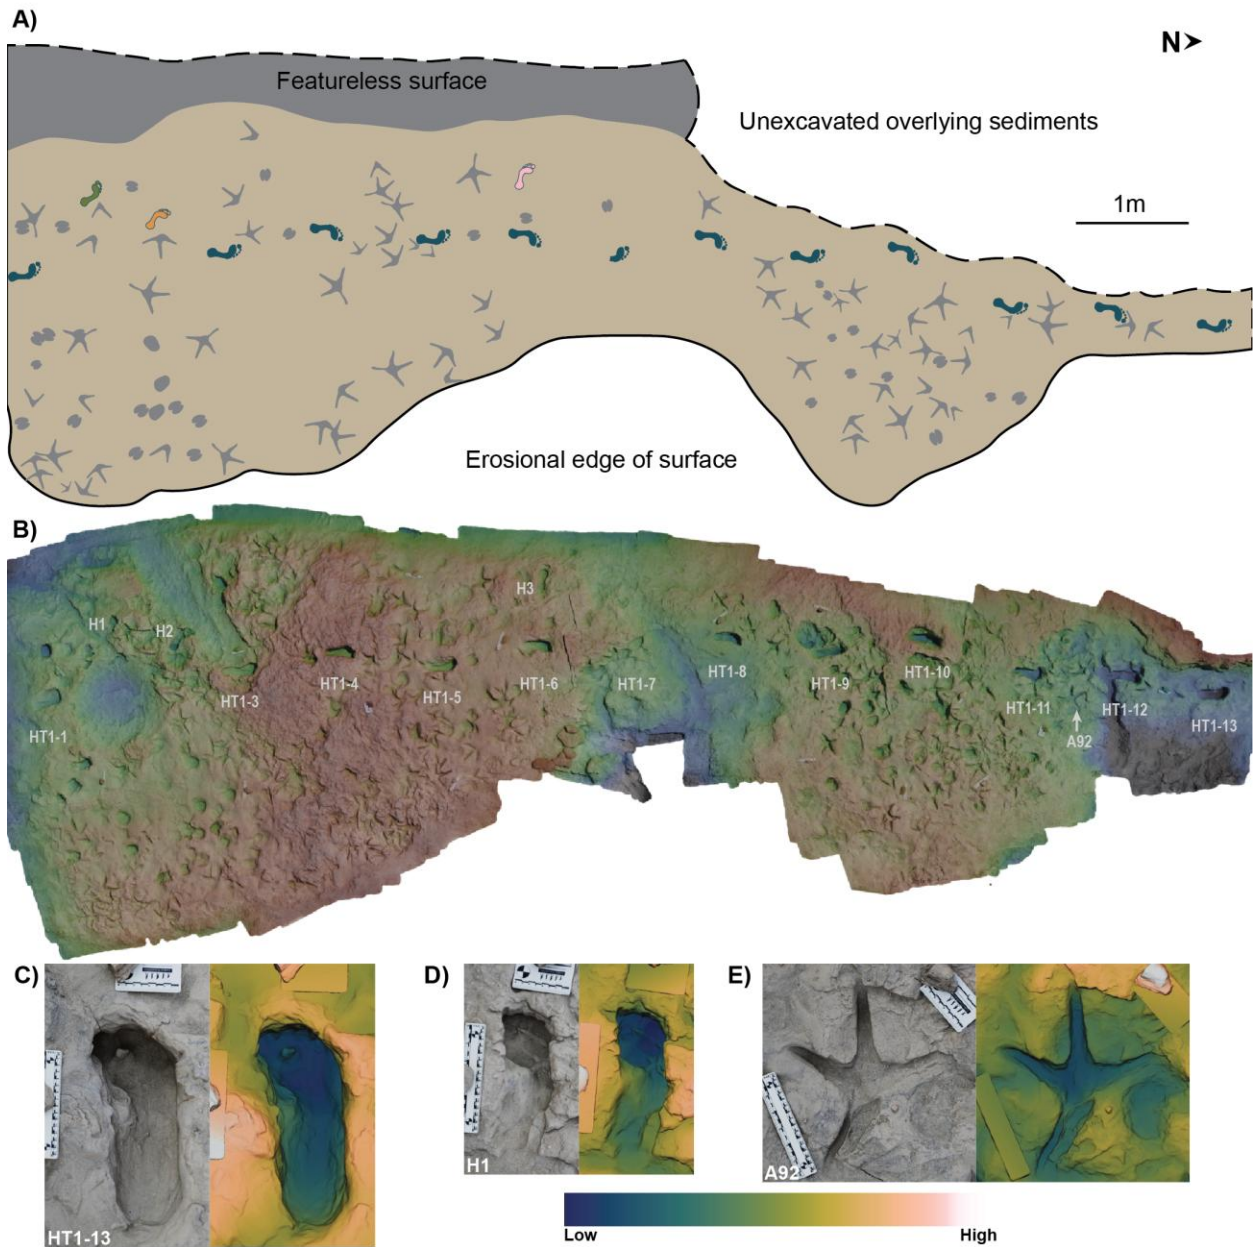 A)
N
Featureless surface
Unexcavated overlying sediments
1m
Erosional edge of surface
B)
H1
H2
H3
HT1-1
HT1-3
HT1-4
HT1-5
HT1-6
HT1-7
HT1-8
HT1-9
HT1-10
HT1-11
A92
HT1-12
HT1-13
C)
HT1-13
D)
H1
E)
A92
Low
High